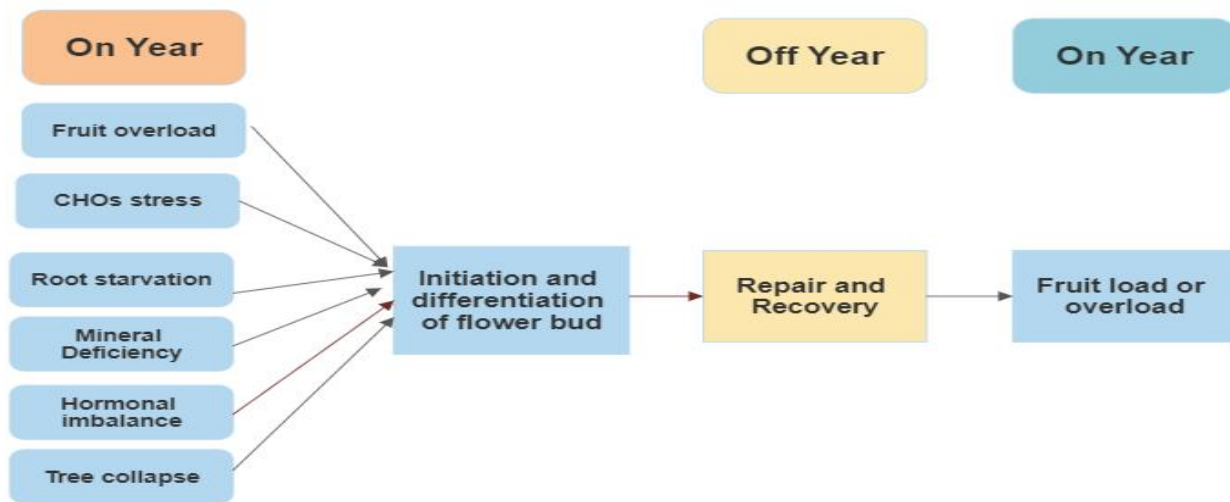 On Year
Off Year
On Year
Fruit overload
CHOs stress
Root starvation
Mineral
Deficiency
Hormonal
imbalance
Tree collapse
Initiation and
differentiation
of flower bud
Repair and
Recovery
Fruit load or
overload